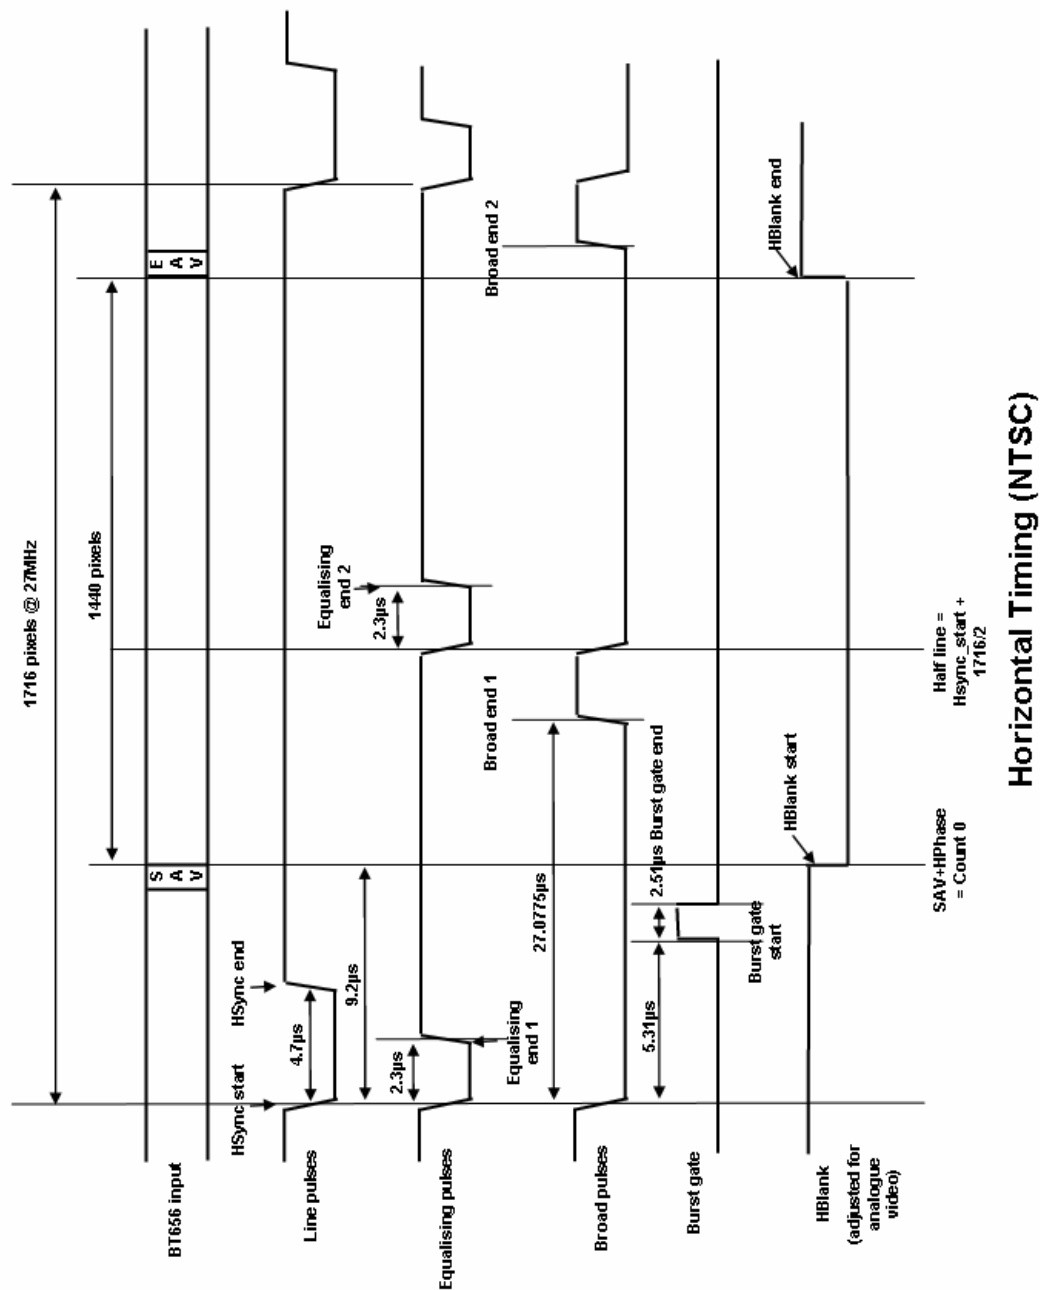 1716 pixels @ 27MHz
1440 pixels
BT656 input
S
A
V
E
A
V
HSync start
HSync end
4.7µs
Line pulses
9.2µs
Equalising
end 2
2.3µs
2.3µs
Equalising pulses
Equalising
end 1
Broad end 1
Broad end 2
27.0775µs
Broad pulses
2.51µs Burst gate end
5.31µs
Burst gate
Burst gate
start
HBlank start
HBlank end
HBlank
(adjusted for
analogue
video)
SAV+HPhase
= Count 0
Half line =
Hsync_start +
1716/2
Horizontal Timing (NTSC)